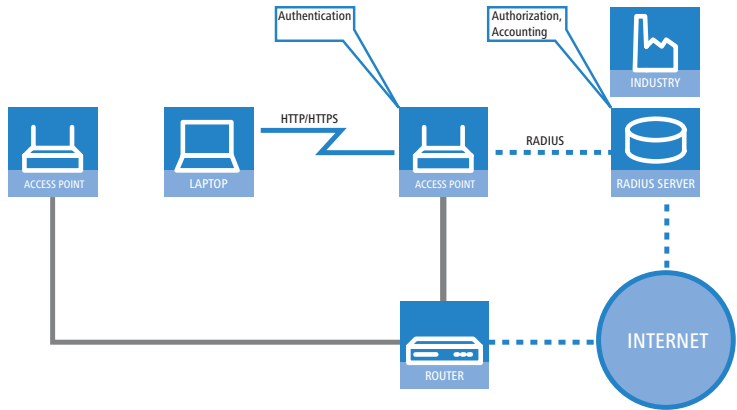 Authentication
Authorization,
Accounting
INDUSTRY
HTTP/HTTPS
RADIUS
ACCESS POINT
LAPTOP
ACCESS POINT
RADIUS SERVER
INTERNET
ROUTER